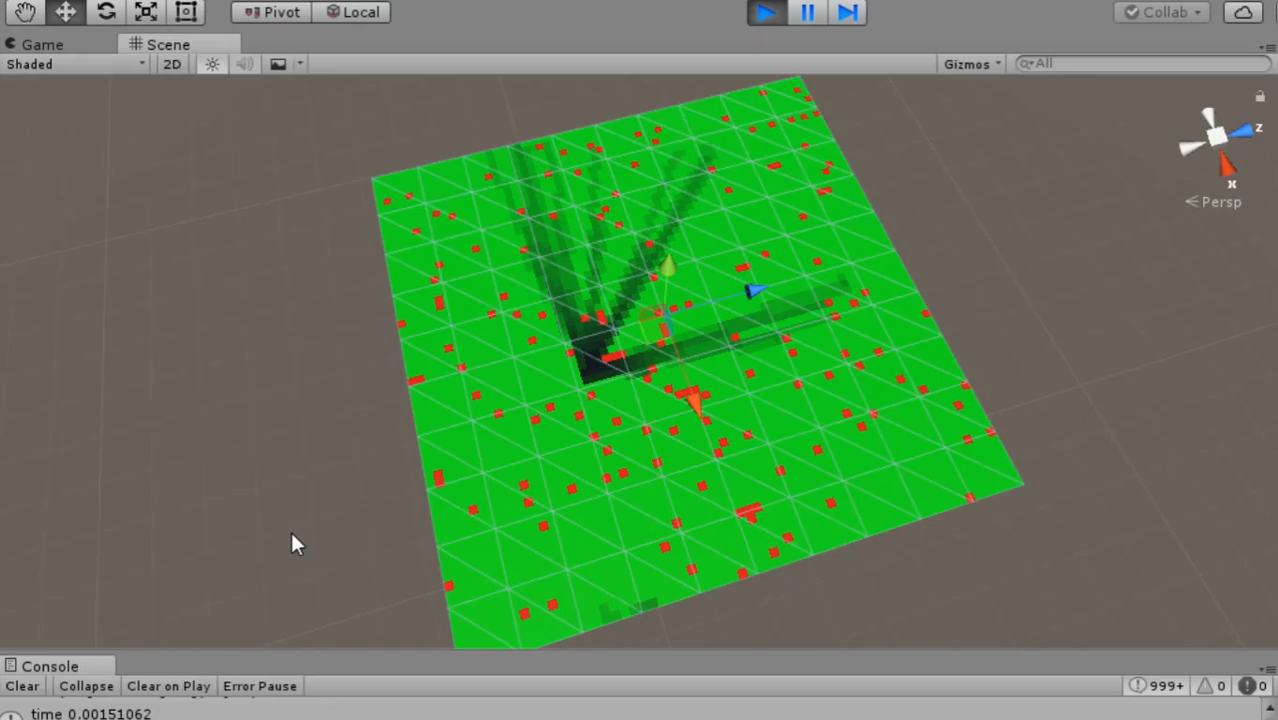 Pivot Local Collab
Game Scene
Shaded 2D Gizmos All
z
x
Persp
Console
Clear Collapse Clear on Play Error Pause 999+ 0 0
time 0.00151062